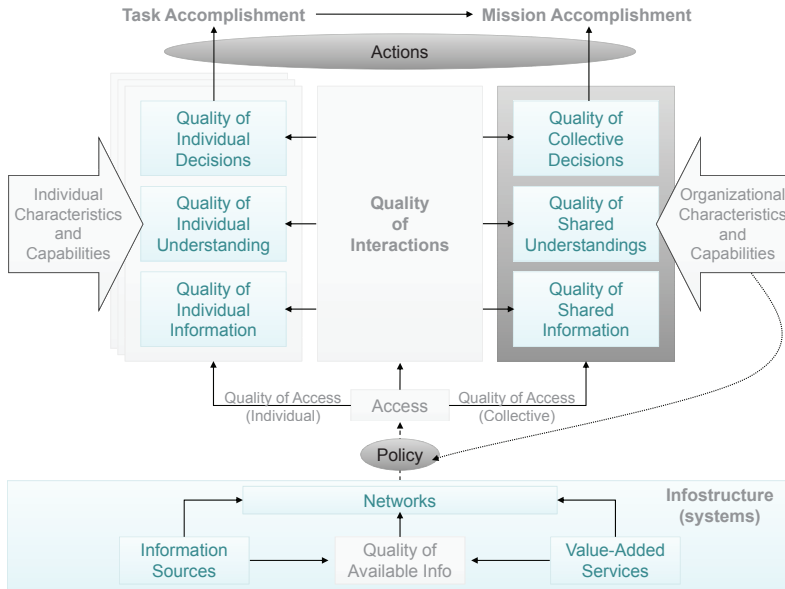 Task Accomplishment
Mission Accomplishment
Actions
Quality of
Individual
Decisions
Quality of
Collective
Decisions
Individual
Characteristics
and
Capabilities
Quality of
Individual
Understanding
Quality
of
Interactions
Quality of
Shared
Understandings
Organizational
Characteristics
and
Capabilities
Quality of
Individual
Information
Quality of
Shared
Information
Quality of Access
(Individual)
Access
Quality of Access
(Collective)
Policy
Networks
Infostructure
(systems)
Information
Sources
Quality of
Available Info
Value-Added
Services